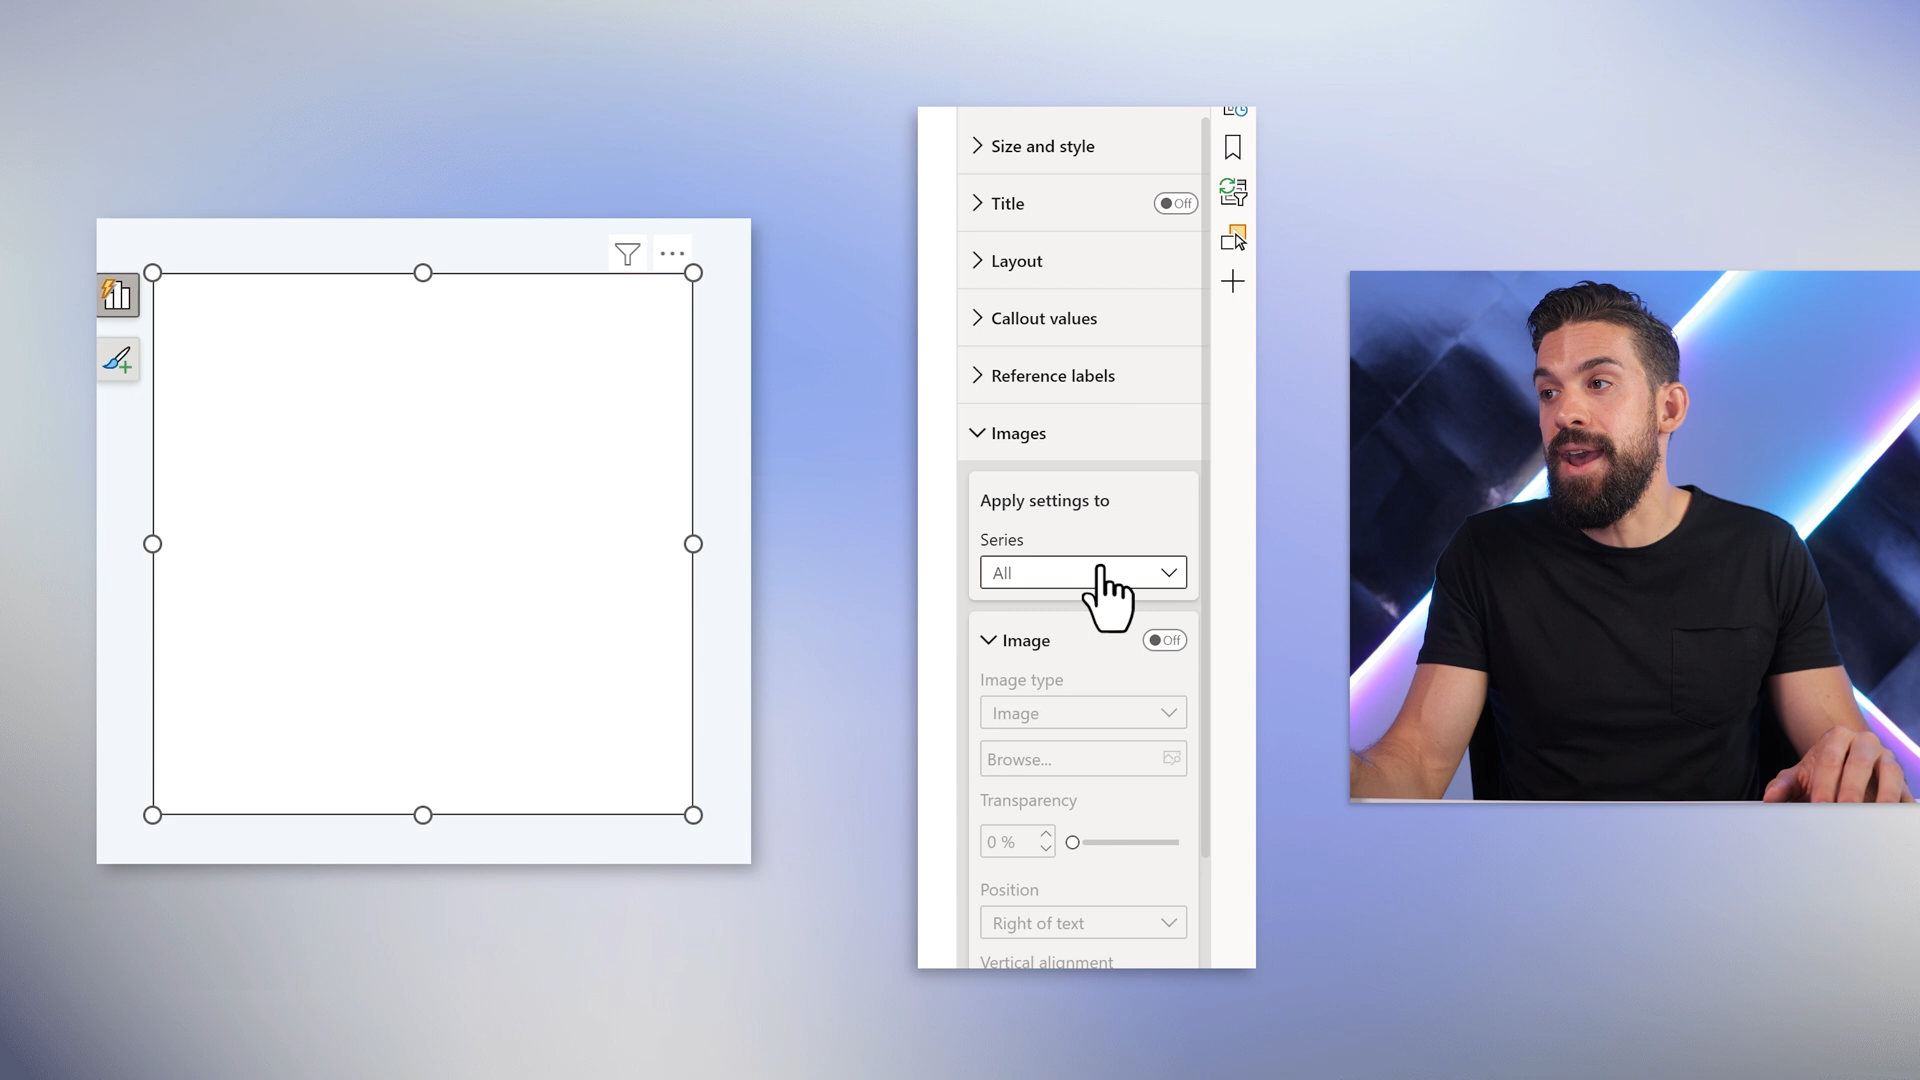 Size and style
Title
Off
Layout
Callout values
Reference labels
Images
Apply settings to
Series
All
Image
Off
Image type
Image
Browse...
Transparency
0 %
Position
Right of text
Vertical alignment